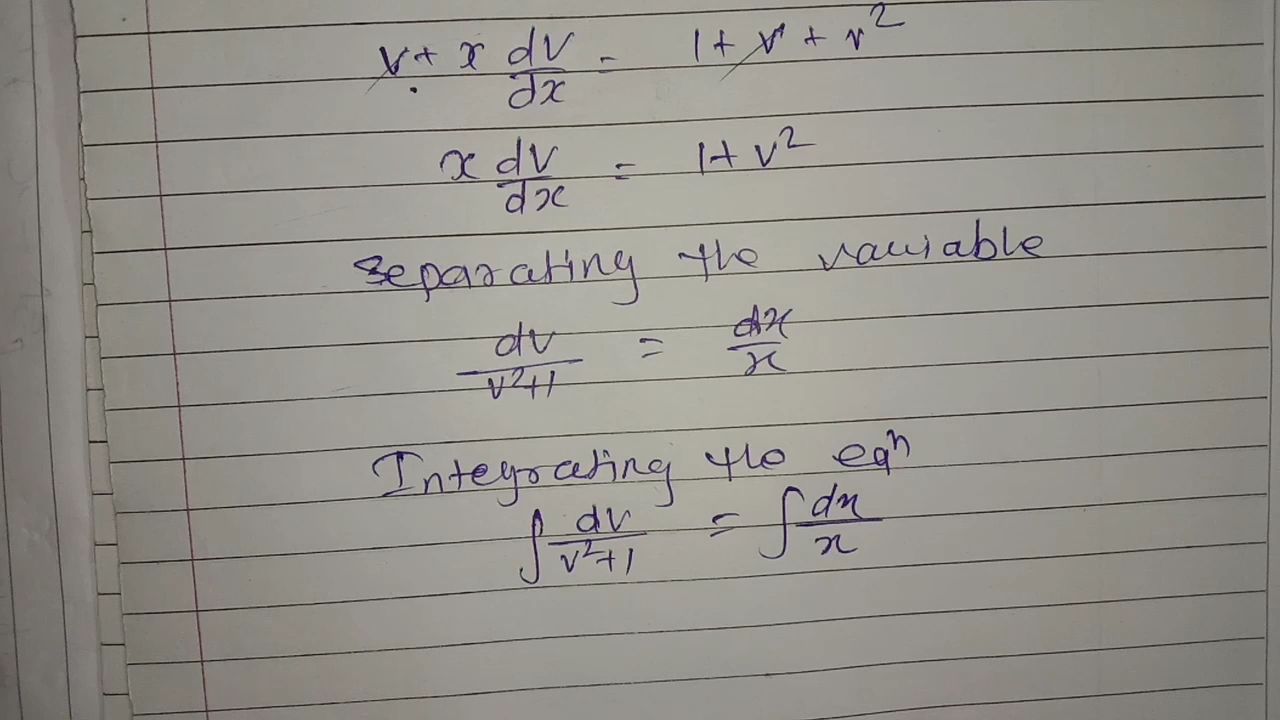 v + x dv/dx = 1 + v + v²
x dv/dx = 1 + v²
Separating the variable
dv/v²+1 = dx/x
Integrating the eqⁿ
∫ dv/v²+1 = ∫ dx/x